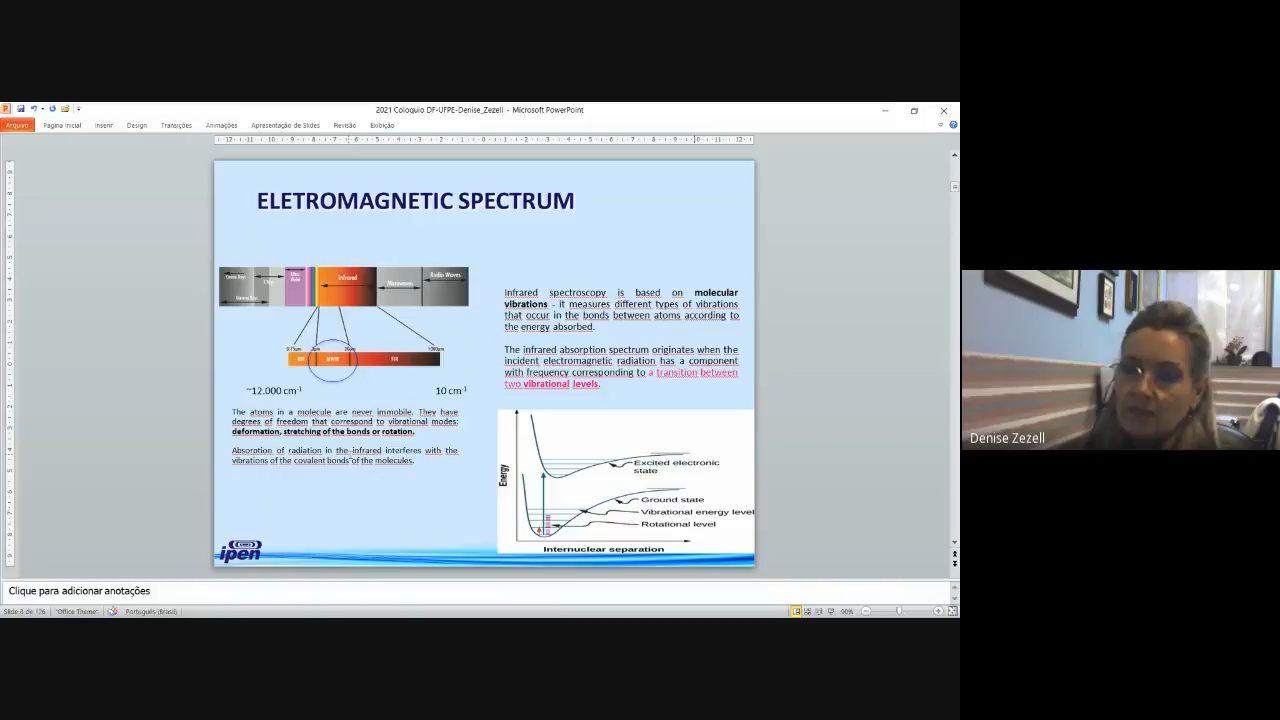 2021 Coloquio DF-UFPE-Denise_Zezell - Microsoft PowerPoint
Arquivo Página Inicial Inserir Design Transições Animações Apresentação de Slides Revisão Exibição
ELETROMAGNETIC SPECTRUM
Infrared
Radio Waves
Microwaves
FIR
~12.000 cm-1
10 cm-1
The atoms in a molecule are never immobile. They have
degrees of freedom that correspond to vibrational modes:
deformation, stretching of the bonds or rotation.
Absorption of radiation in the-infrared interferes with the
vibrations of the covalent bonds of the molecules.
Infrared spectroscopy is based on molecular
vibrations - it measures different types of vibrations
that occur in the bonds between atoms according to
the energy absorbed.
The infrared absorption spectrum originates when the
incident electromagnetic radiation has a component
with frequency corresponding to a transition between
two vibrational levels.
Energy
Excited electronic
state
Ground state
Vibrational energy level
Rotational level
Internuclear separation
ipen
Clique para adicionar anotações
Slide 8 de 126 "Office Theme" Português (Brasil) 90%
Denise Zezell